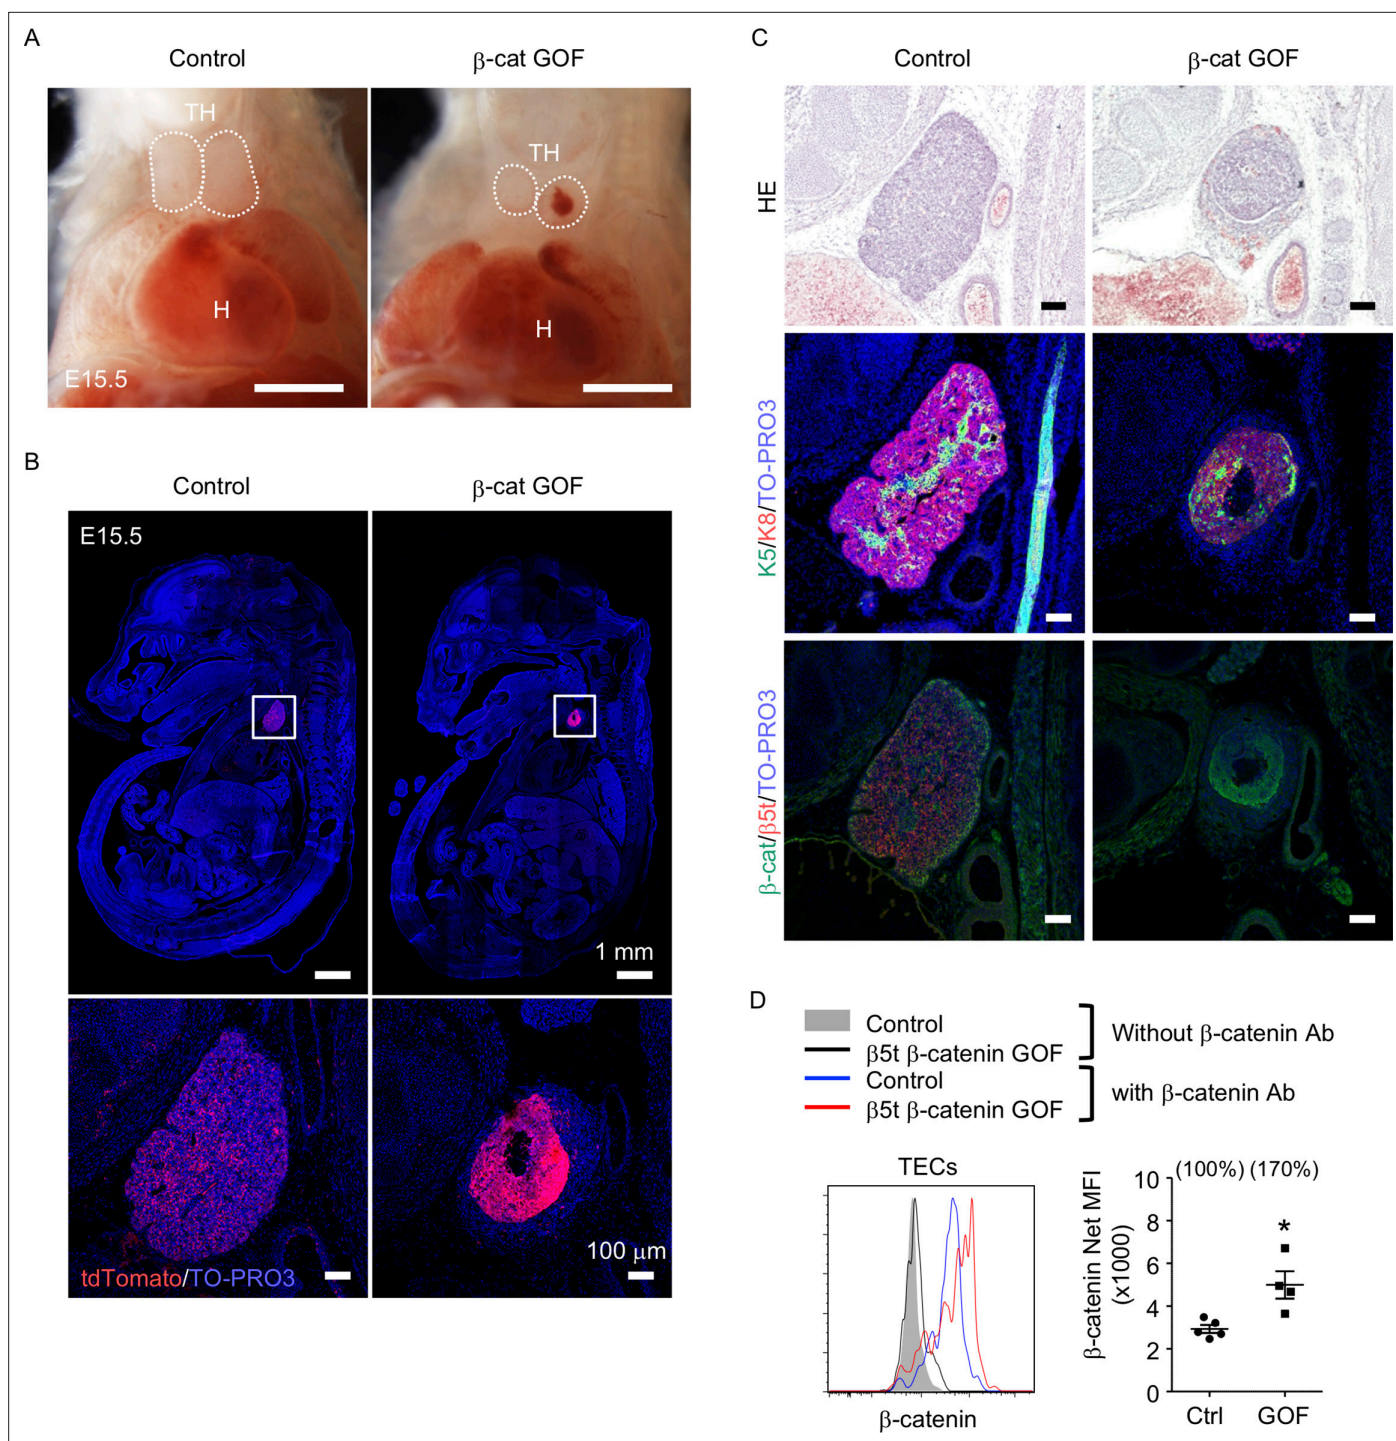 A
Control
β-cat GOF
TH
TH
H
H
E15.5
B
Control
β-cat GOF
E15.5
1 mm
tdTomato/TO-PRO3
100 μm
C
Control
β-cat GOF
HE
K5/K8/TO-PRO3
β-cat/β5t/TO-PRO3
D
Control
β5t β-catenin GOF
Without β-catenin Ab
Control
β5t β-catenin GOF
with β-catenin Ab
TECs
β-catenin
(100%) (170%)
β-catenin Net MFI
(x1000)
10
8
6
4
2
0
*
Ctrl
GOF